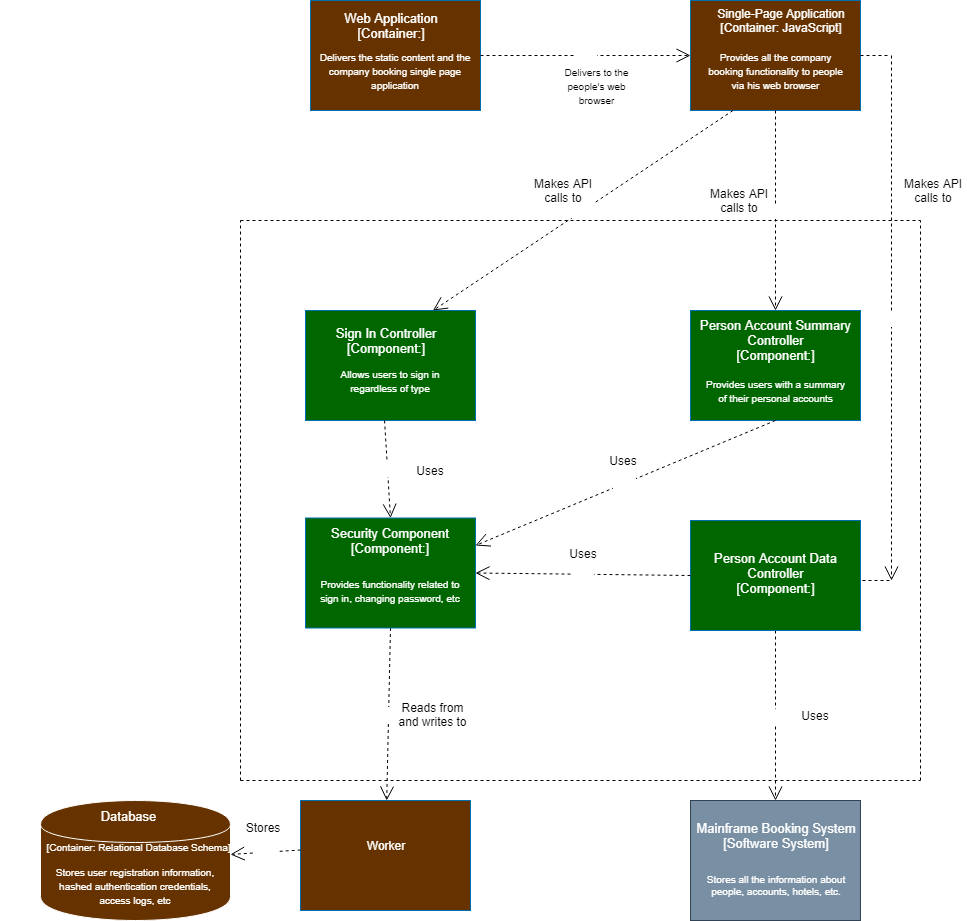 Web Application
[Container:]
Delivers the static content and the
company booking single page
application
Delivers to the
people's web
browser
Single-Page Application
[Container: JavaScript]
Provides all the company
booking functionality to people
via his web browser
Makes API
calls to
Makes API
calls to
Makes API
calls to
Sign In Controller
[Component:]
Allows users to sign in
regardless of type
Person Account Summary
Controller
[Component:]
Provides users with a summary
of their personal accounts
Uses
Uses
Security Component
[Component:]
Provides functionality related to
sign in, changing password, etc
Uses
Person Account Data
Controller
[Component:]
Reads from
and writes to
Uses
Database
[Container: Relational Database Schema]
Stores user registration information,
hashed authentication credentials,
access logs, etc
Stores
Worker
Mainframe Booking System
[Software System]
Stores all the information about
people, accounts, hotels, etc.